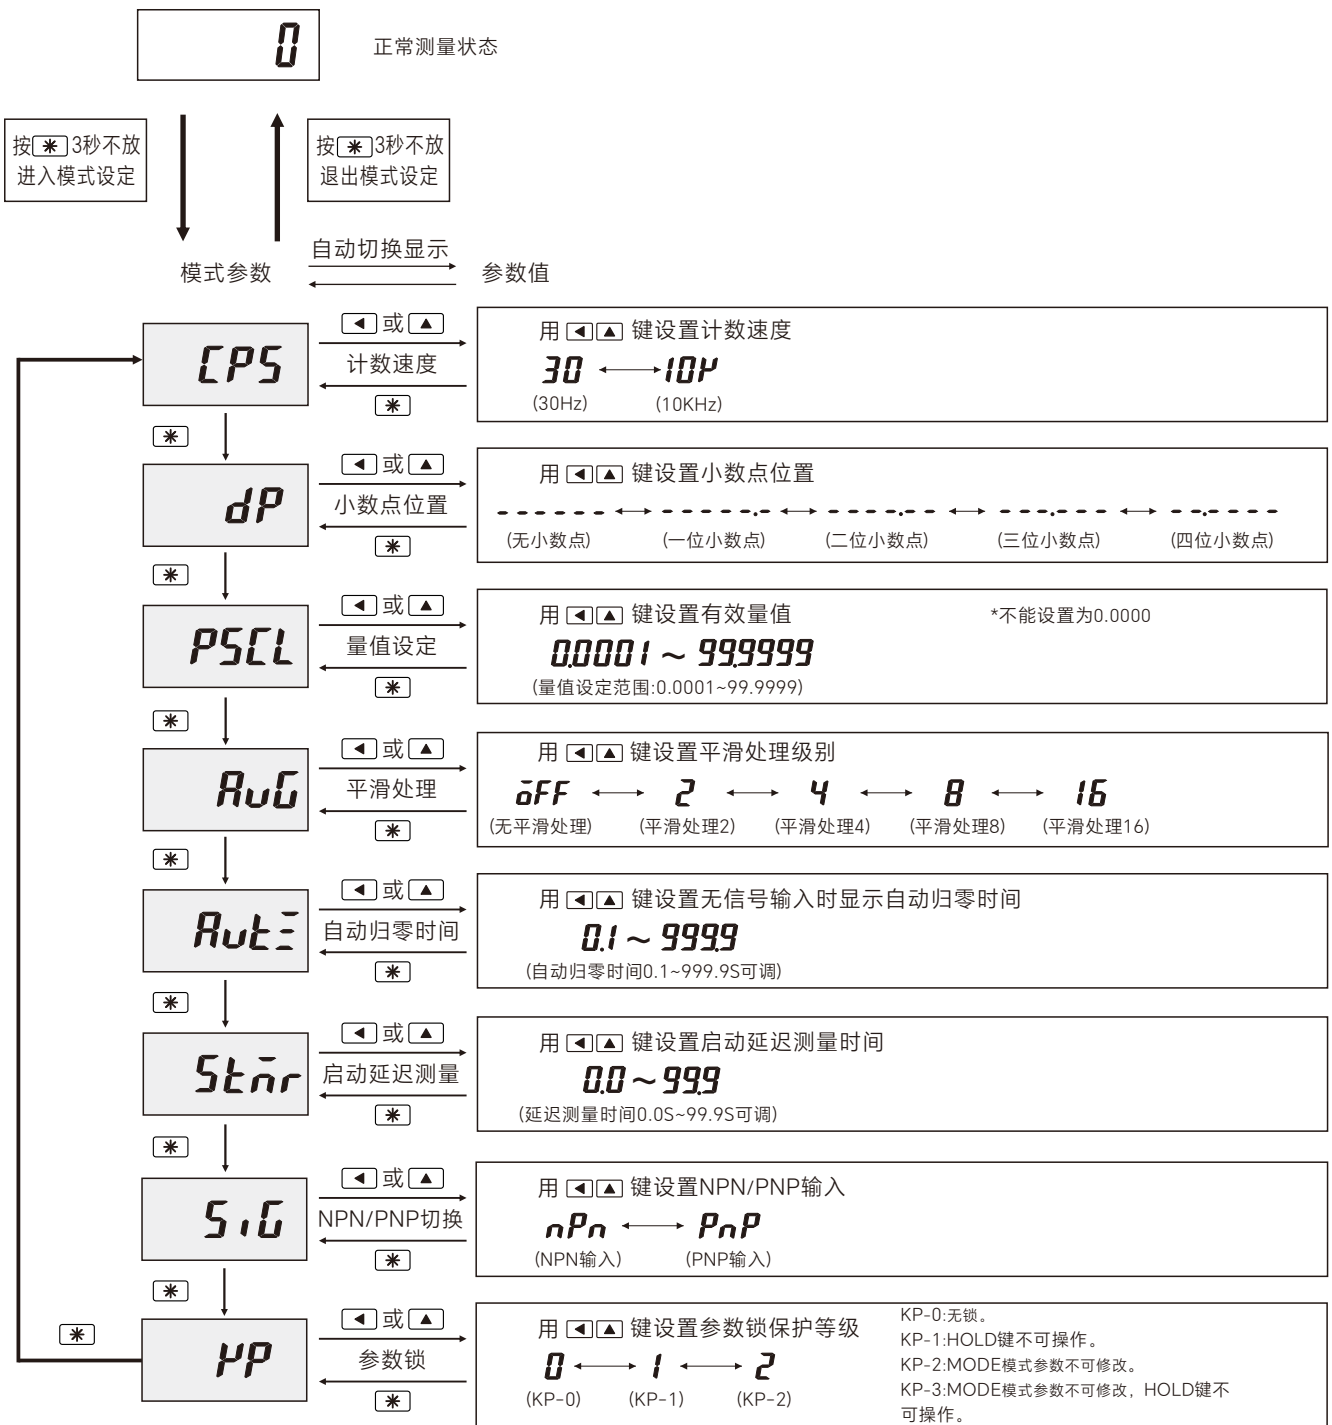 0
正常测量状态
按✱3秒不放
进入模式设定
按✱3秒不放
退出模式设定
自动切换显示
模式参数
参数值
CPS
◀或▲
计数速度
✱
用◀▲键设置计数速度
30 ⟷ 10K
(30Hz) (10KHz)
✱
dP
◀或▲
小数点位置
✱
用◀▲键设置小数点位置
- - - - - - ⟷ - - - - -.- ⟷ - - - -.- - ⟷ - - -.- - - ⟷ - -.- - - -
(无小数点) (一位小数点) (二位小数点) (三位小数点) (四位小数点)
✱
PSCL
◀或▲
量值设定
✱
用◀▲键设置有效量值 *不能设置为0.0000
0.0001 ~ 99.9999
(量值设定范围:0.0001~99.9999)
✱
AvG
◀或▲
平滑处理
✱
用◀▲键设置平滑处理级别
oFF ⟷ 2 ⟷ 4 ⟷ 8 ⟷ 16
(无平滑处理) (平滑处理2) (平滑处理4) (平滑处理8) (平滑处理16)
✱
AutZ
◀或▲
自动归零时间
✱
用◀▲键设置无信号输入时显示自动归零时间
0.1 ~ 999.9
(自动归零时间0.1~999.9S可调)
✱
Stmr
◀或▲
启动延迟测量
✱
用◀▲键设置启动延迟测量时间
0.0 ~ 99.9
(延迟测量时间0.0S~99.9S可调)
✱
SiG
◀或▲
NPN/PNP切换
✱
用◀▲键设置NPN/PNP输入
nPn ⟷ PnP
(NPN输入) (PNP输入)
✱
✱
KP
◀或▲
参数锁
✱
用◀▲键设置参数锁保护等级
0 ⟷ 1 ⟷ 2
(KP-0) (KP-1) (KP-2)
KP-0:无锁。
KP-1:HOLD键不可操作。
KP-2:MODE模式参数不可修改。
KP-3:MODE模式参数不可修改，HOLD键不
可操作。